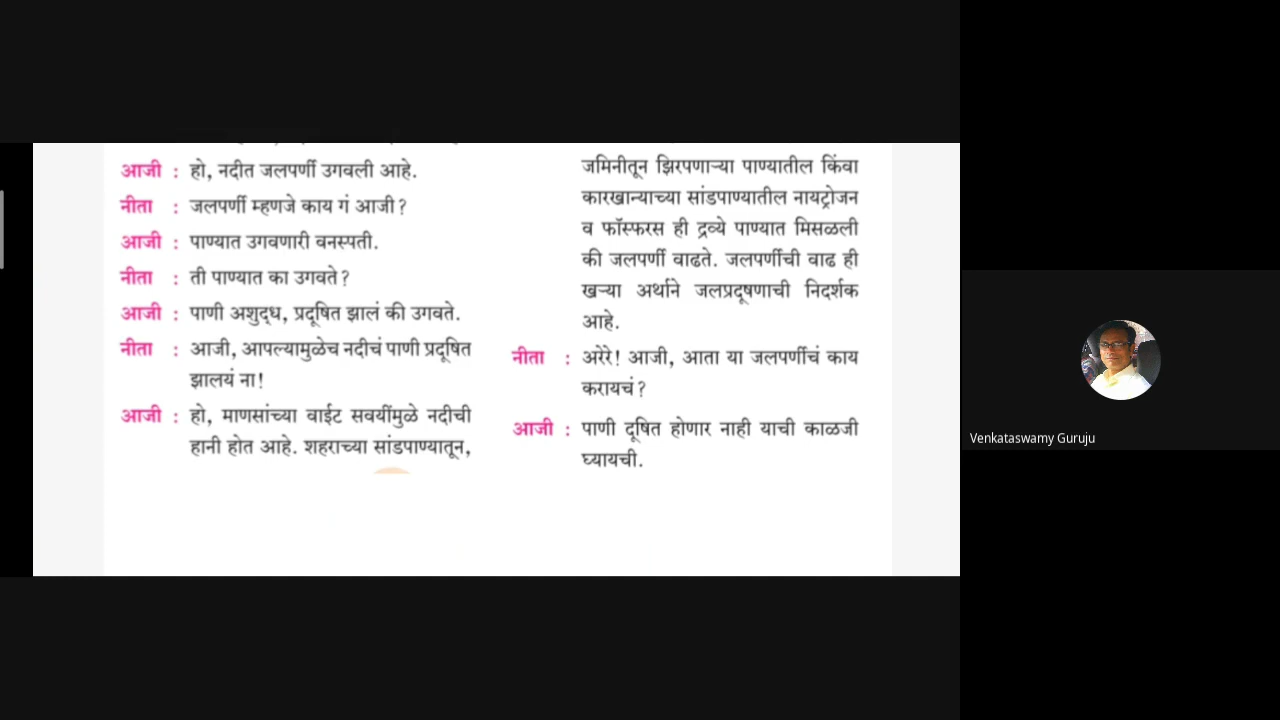 आजी : हो, नदीत जलपर्णी उगवली आहे.
नीता : जलपर्णी म्हणजे काय गं आजी?
आजी : पाण्यात उगवणारी वनस्पती.
नीता : ती पाण्यात का उगवते?
आजी : पाणी अशुद्ध, प्रदूषित झालं की उगवते.
नीता : आजी, आपल्यामुळेच नदीचं पाणी प्रदूषित
झालयं ना!
आजी : हो, माणसांच्या वाईट सवयींमुळे नदीची
हानी होत आहे. शहराच्या सांडपाण्यातून,
जमिनीतून झिरपणाऱ्या पाण्यातील किंवा
कारखान्याच्या सांडपाण्यातील नायट्रोजन
व फॉस्फरस ही द्रव्ये पाण्यात मिसळली
की जलपर्णी वाढते. जलपर्णीची वाढ ही
खऱ्या अर्थाने जलप्रदूषणाची निदर्शक
आहे.
नीता : अरेरे! आजी, आता या जलपर्णीचं काय
करायचं?
आजी : पाणी दूषित होणार नाही याची काळजी
घ्यायची.
Venkataswamy Guruju